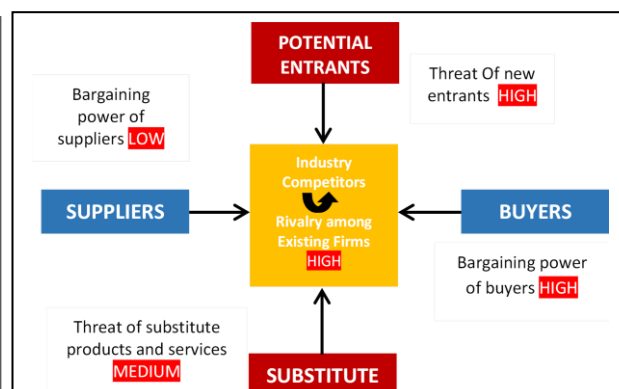 POTENTIAL
ENTRANTS
Threat Of new
entrants HIGH
Bargaining
power of
suppliers LOW
Industry
Competitors
Rivalry among
Existing Firms
HIGH
SUPPLIERS
BUYERS
Bargaining power
of buyers HIGH
Threat of substitute
products and services
MEDIUM
SUBSTITUTE